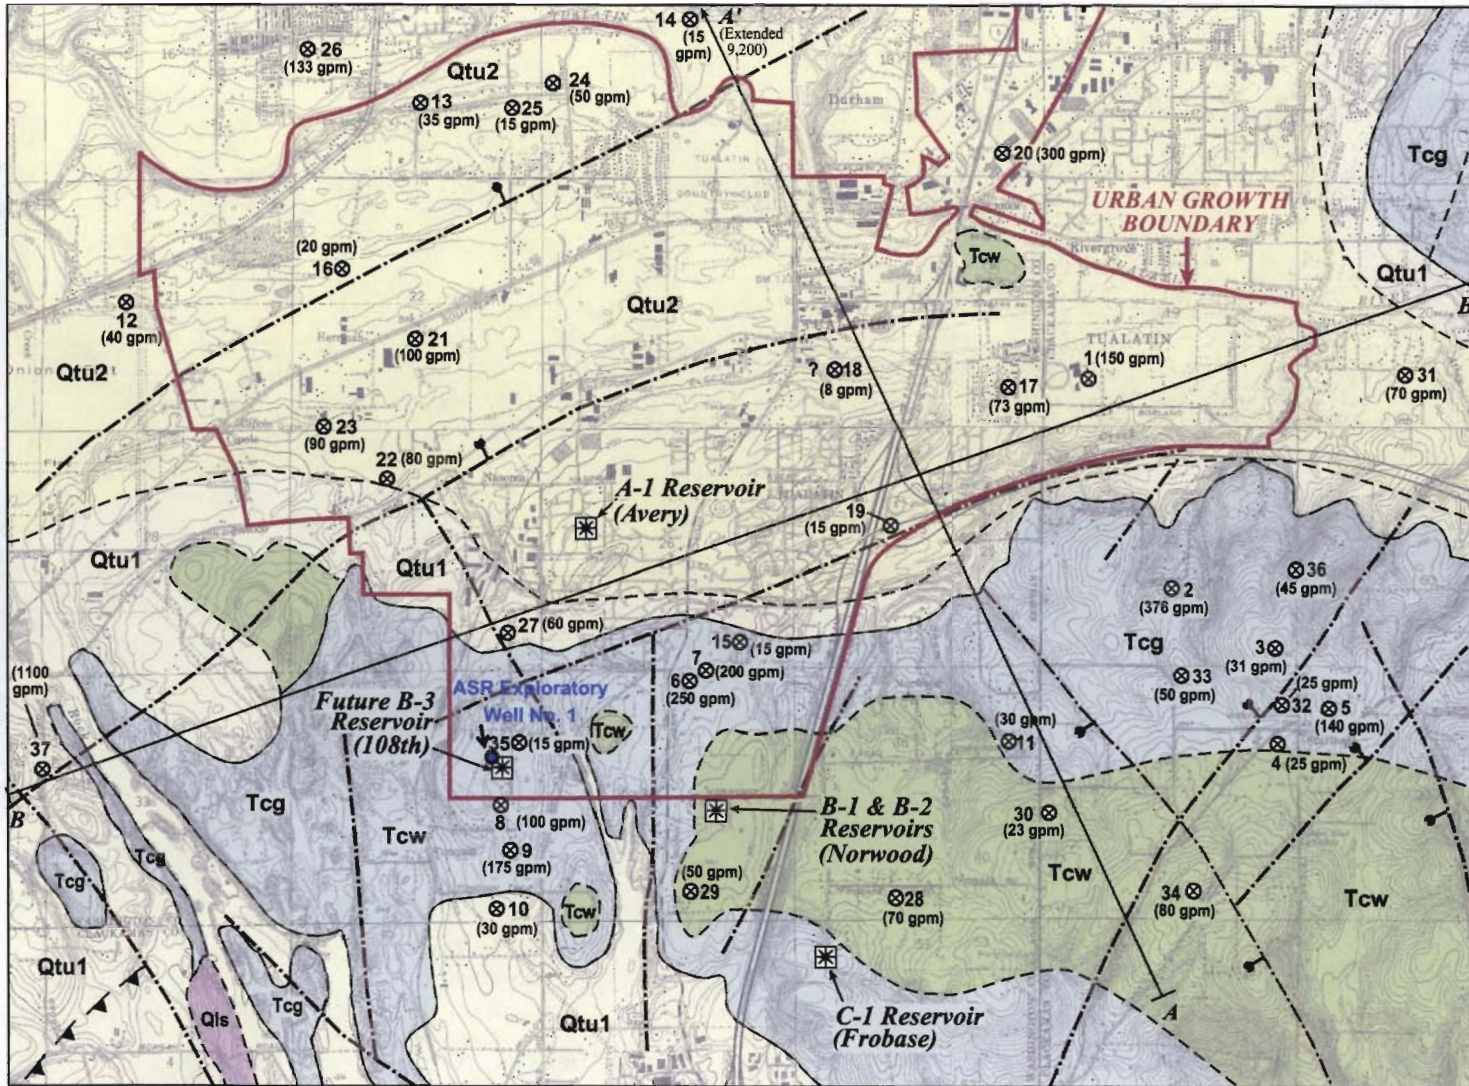 14
(15
gpm)
A'
(Extended
9,200)
26
(133 gpm)
Qtu2
24
(50 gpm)
13
(35 gpm)
25
(15 gpm)
Durham
20 (300 gpm)
Tcg
TUALATIN
COUNTRY CLUB
URBAN GROWTH
BOUNDARY
Rivergrove
(20 gpm)
16
Tcw
Qtu1
12
(40 gpm)
Qtu2
B'
21
(100 gpm)
TUALATIN
Qtu2
? 18
(8 gpm)
1 (150 gpm)
17
(73 gpm)
31
(70 gpm)
23
(90 gpm)
Cipole
22 (80 gpm)
A-1 Reservoir
(Avery)
19
(15 gpm)
Qtu1
Qtu1
36
(45 gpm)
2
(376 gpm)
27 (60 gpm)
15 (15 gpm)
Tcg
3
(31 gpm)
7
(200 gpm)
6
(250 gpm)
33
(50 gpm)
(25 gpm)
32
5
(140 gpm)
(1100
gpm)
37
ASR Exploratory
Well No. 1
Future B-3
Reservoir
(108th)
35 (15 gpm)
Tcw
(30 gpm)
11
4 (25 gpm)
B
Tcg
8 (100 gpm)
B-1 & B-2
Reservoirs
(Norwood)
30
(23 gpm)
Tcw
9
(175 gpm)
Tcg
Tcg
(50 gpm)
29
28
(70 gpm)
Tcw
34
(80 gpm)
Tcw
10
(30 gpm)
Tcw
Qtu1
Tcg
Qls
Qtu1
C-1 Reservoir
(Frobase)
A